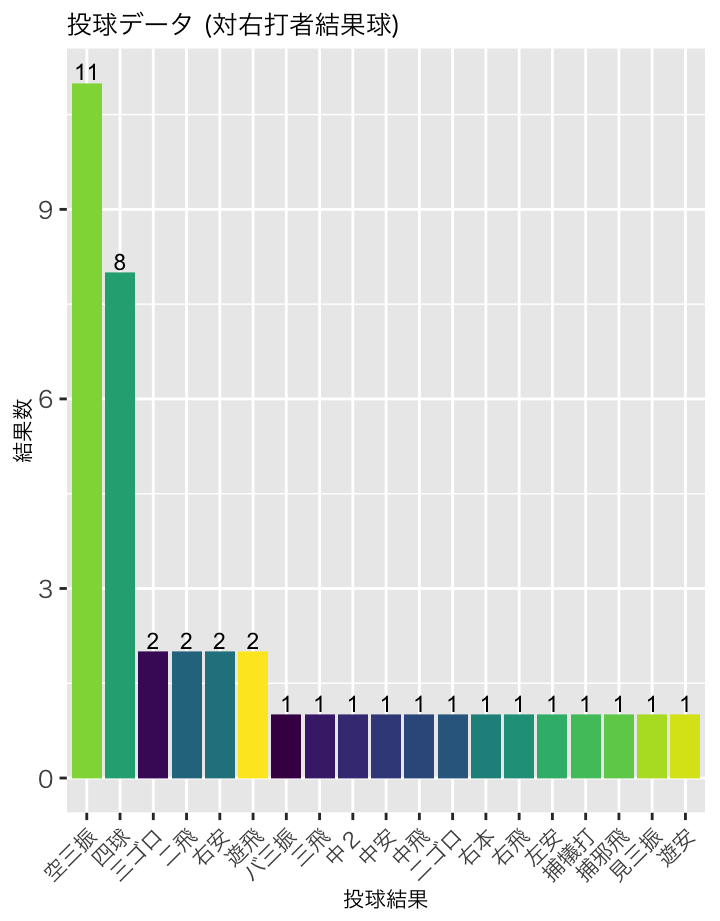 投球データ (対右打者結果球)
11
8
2
2
2
2
1
1
1
1
1
1
1
1
1
1
1
1
1
9
6
3
0
結果数
空三振
四球
三ゴロ
二飛
右安
遊飛
バ三振
三飛
中２
中安
中飛
二ゴロ
右本
右飛
左安
捕犠打
捕邪飛
見三振
遊安
投球結果